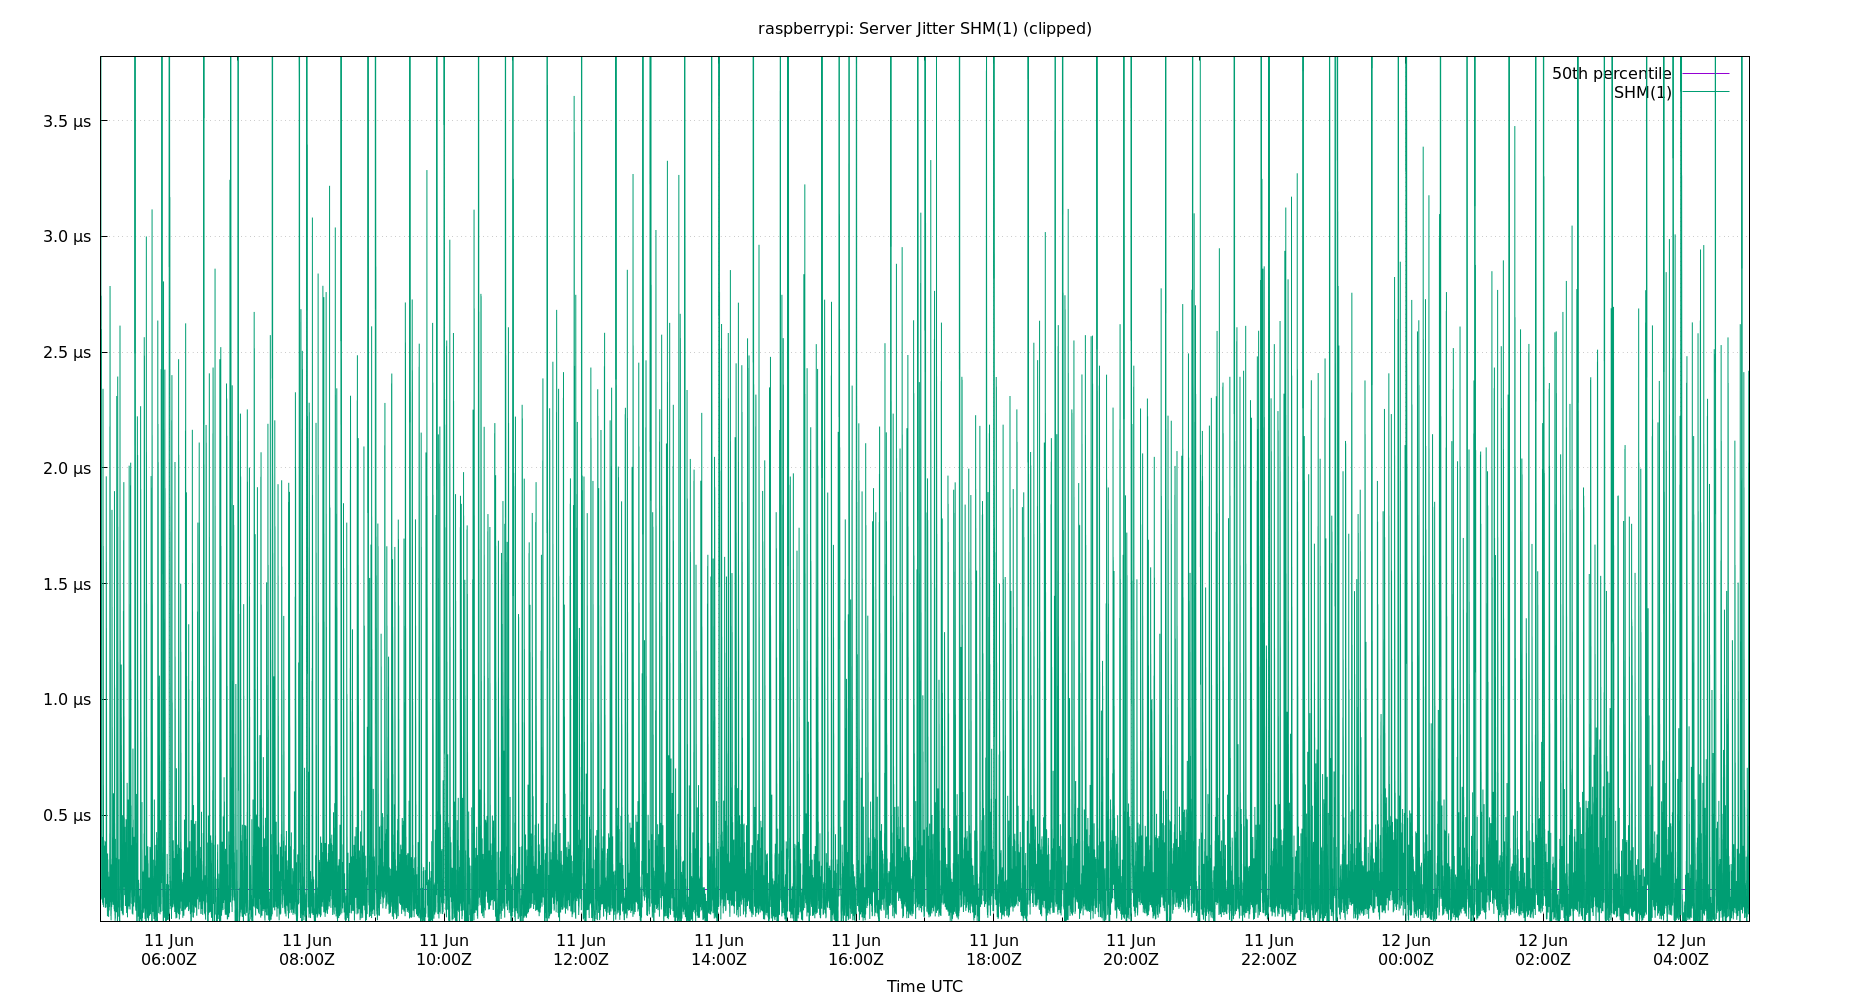 raspberrypi: Server Jitter SHM(1) (clipped)
50th percentile
SHM(1)
3.5 µs
3.0 µs
2.5 µs
2.0 µs
1.5 µs
1.0 µs
0.5 µs
11 Jun 11 Jun 11 Jun 11 Jun 11 Jun 11 Jun 11 Jun 11 Jun 11 Jun 12 Jun 12 Jun 12 Jun
06:00Z 08:00Z 10:00Z 12:00Z 14:00Z 16:00Z 18:00Z 20:00Z 22:00Z 00:00Z 02:00Z 04:00Z
Time UTC